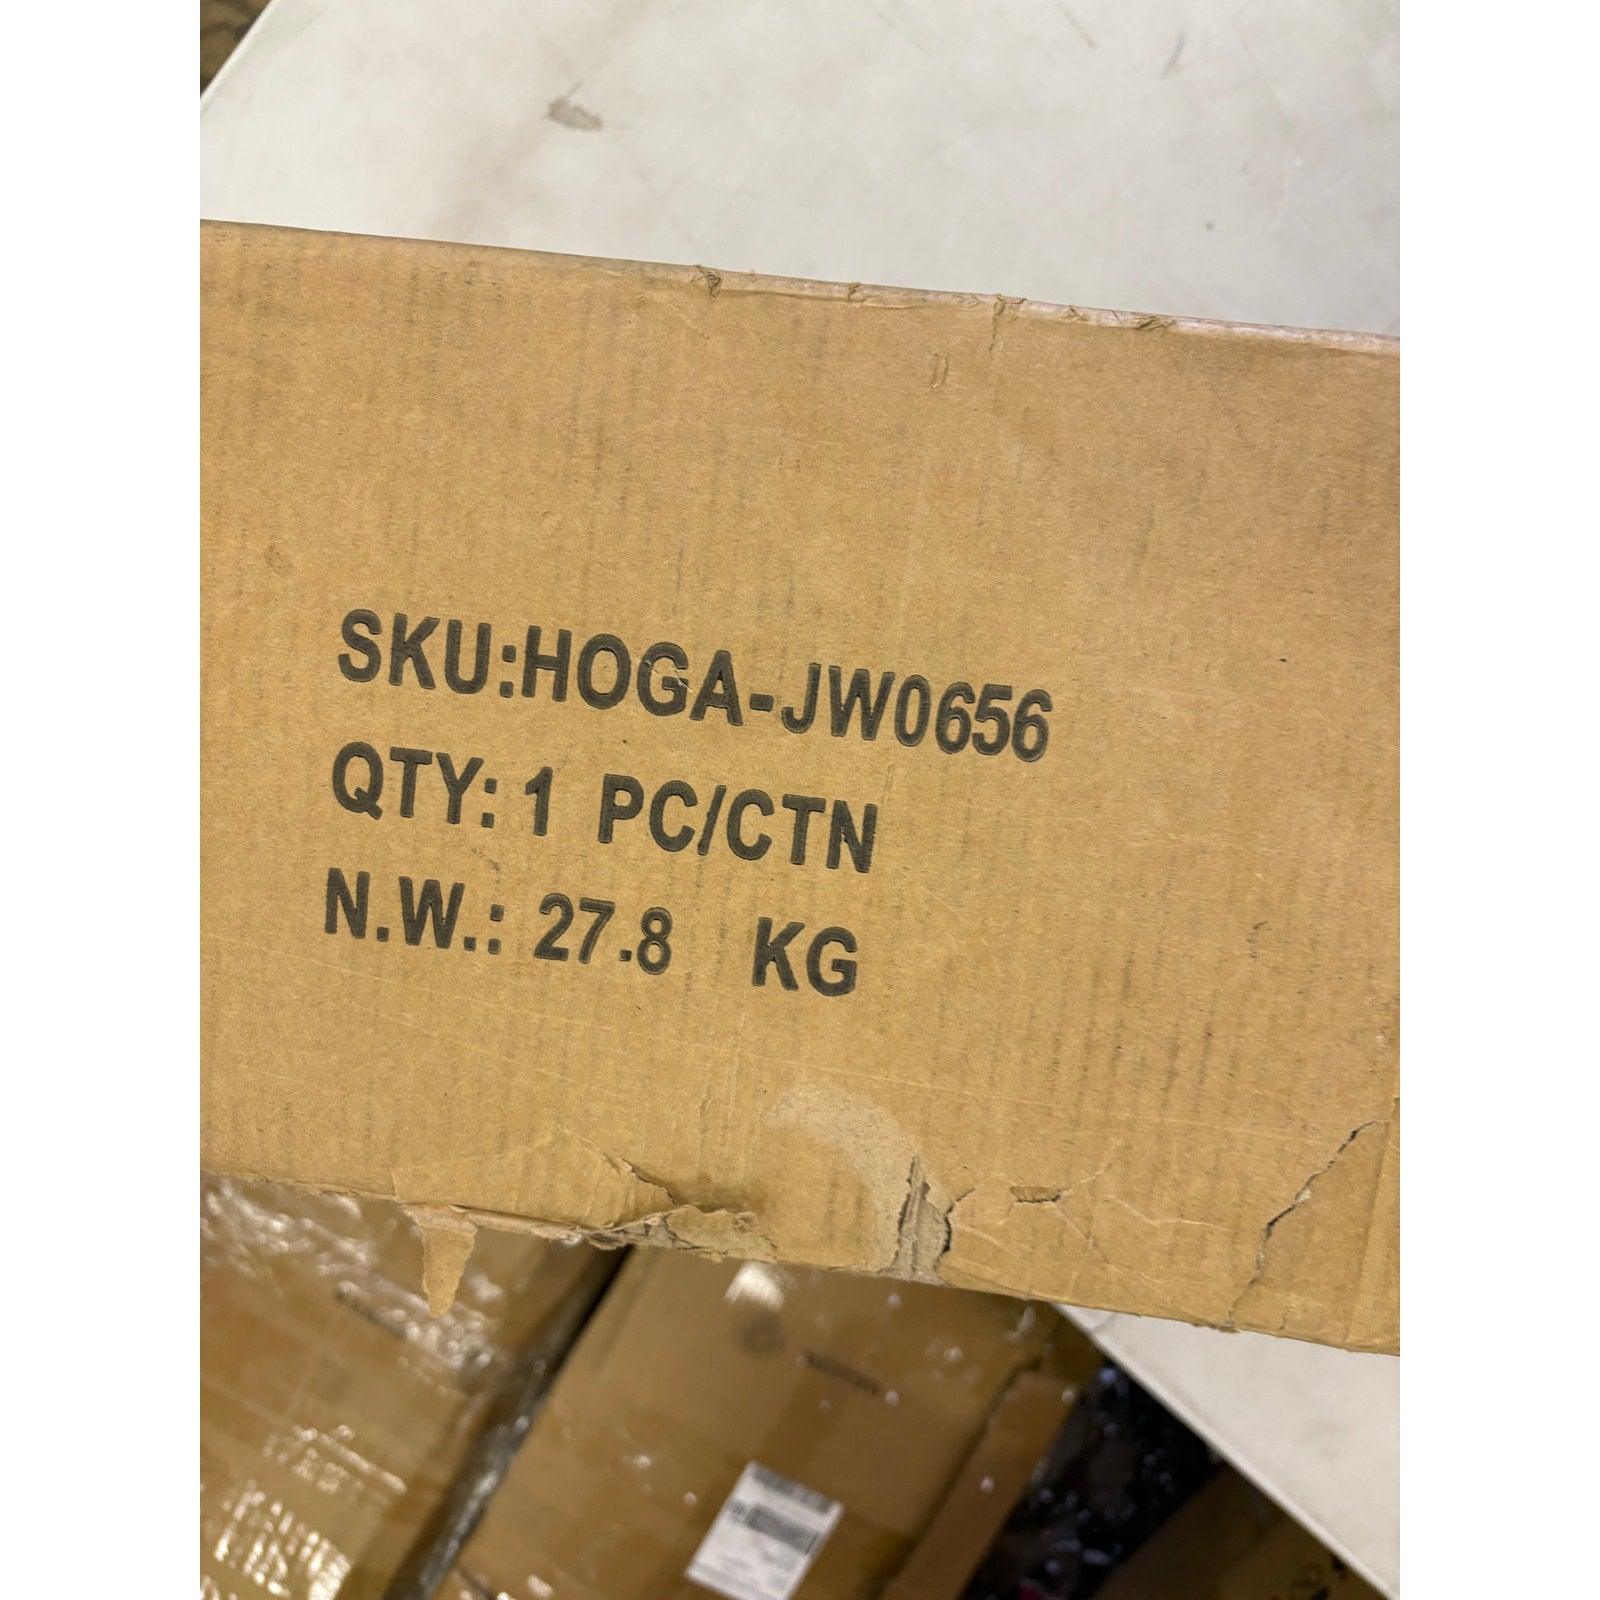 SKU:HOGA-JW0656
QTY: 1 PC/CTN
N.W.: 27.8 KG